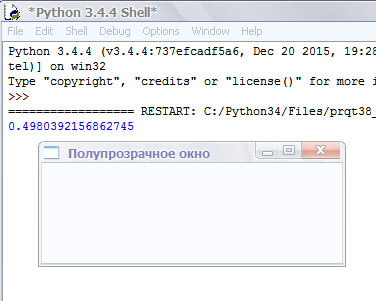 *Python 3.4.4 Shell*
File Edit Shell Debug Options Window Help
Python 3.4.4 (v3.4.4:737efcadf5a6, Dec 20 2015, 19:28
tel)] on win32
Type "copyright", "credits" or "license()" for more i
>>>
=================== RESTART: C:/Python34/Files/prqt38_
0.4980392156862745
Полупрозрачное окно